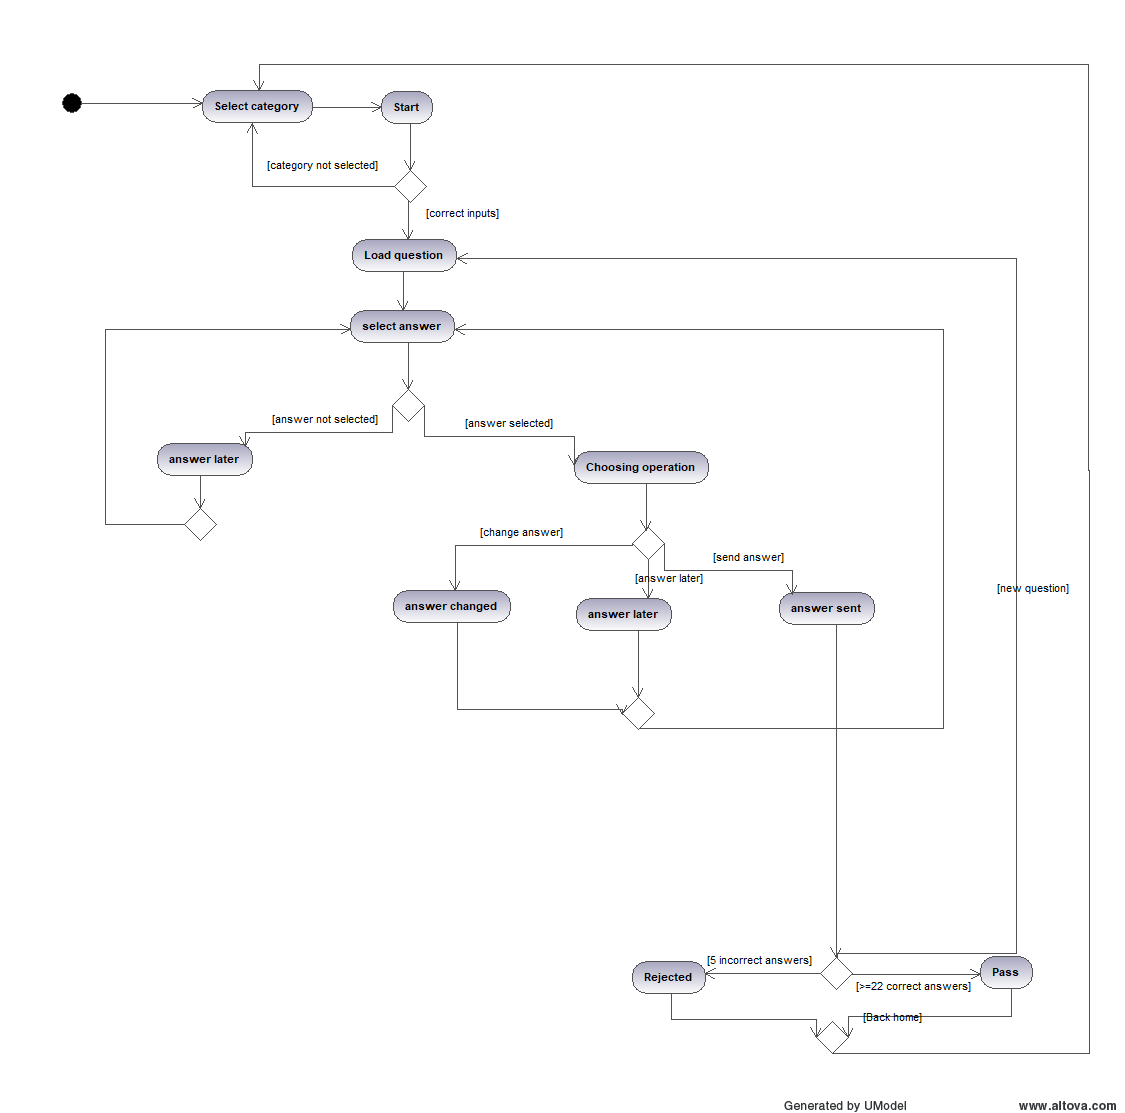 Select category
Start
[category not selected]
[correct inputs]
Load question
select answer
[answer not selected]
[answer selected]
answer later
Choosing operation
[change answer]
[send answer]
[answer later]
[new question]
answer changed
answer later
answer sent
[5 incorrect answers]
Rejected
Pass
[>=22 correct answers]
[Back home]
Generated by UModel
www.altova.com